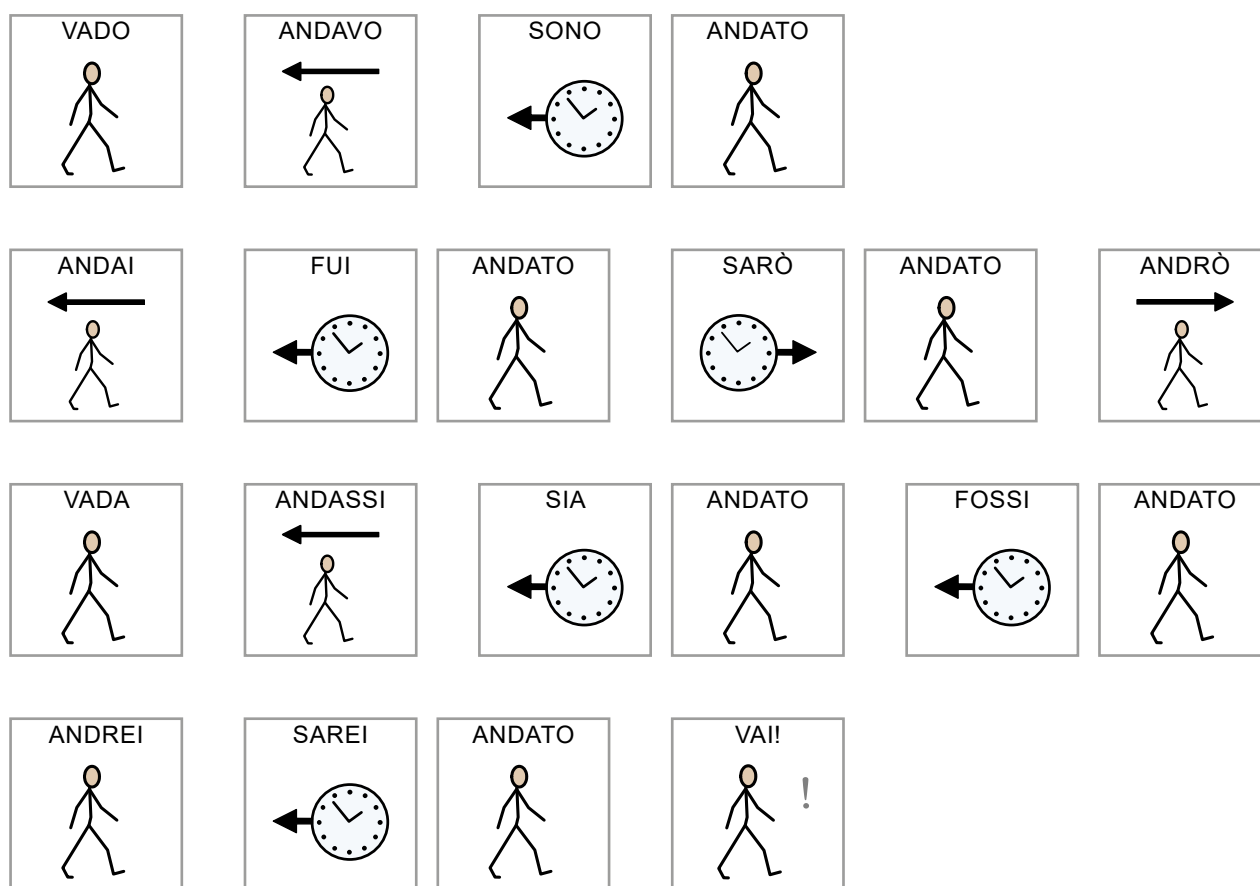 VADO ANDAVO SONO ANDATO
ANDAI FUI ANDATO SARÒ ANDATO ANDRÒ
VADA ANDASSI SIA ANDATO FOSSI ANDATO
ANDREI SAREI ANDATO VAI!
!